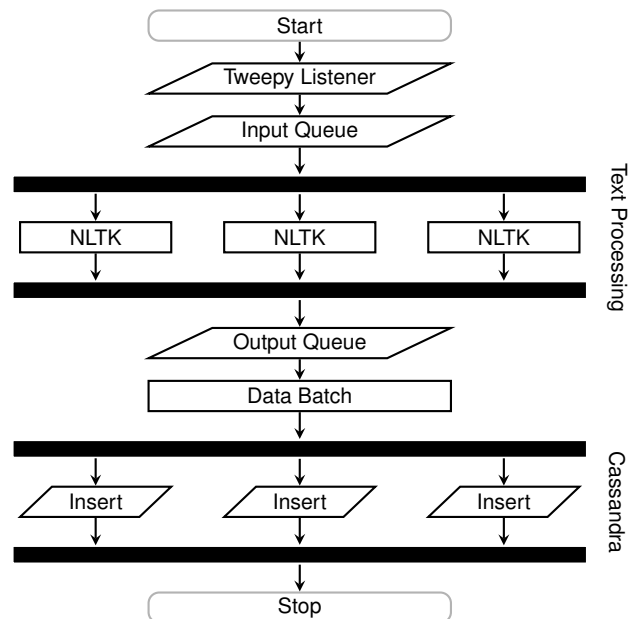 Start
Tweepy Listener
Input Queue
Text Processing
NLTK NLTK NLTK
Output Queue
Data Batch
Cassandra
Insert Insert Insert
Stop